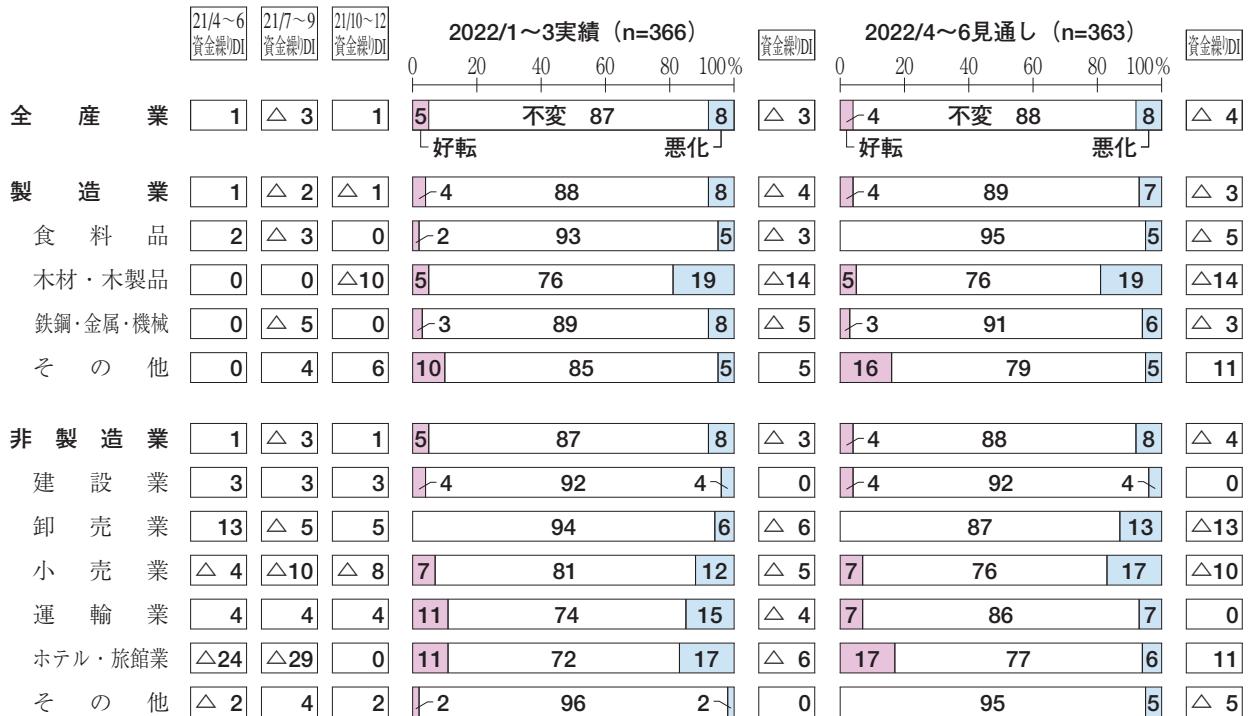 21/4～6 資金繰りDI 21/7～9 資金繰りDI 21/10～12 資金繰りDI 2022/1～3実績（n=366） 資金繰りDI 2022/4～6見通し（n=363） 資金繰りDI
0 20 40 60 80 100% 0 20 40 60 80 100%
全産業 1 △ 3 1 5 不変 87 8 △ 3 4 不変 88 8 △ 4
好転 悪化 好転 悪化
製造業 1 △ 2 △ 1 4 88 8 △ 4 4 89 7 △ 3
食料品 2 △ 3 0 2 93 5 △ 3 95 5 △ 5
木材・木製品 0 0 △10 5 76 19 △14 5 76 19 △14
鉄鋼・金属・機械 0 △ 5 0 3 89 8 △ 5 3 91 6 △ 3
その他 0 4 6 10 85 5 5 16 79 5 11
非製造業 1 △ 3 1 5 87 8 △ 3 4 88 8 △ 4
建設業 3 3 3 4 92 4 0 4 92 4 0
卸売業 13 △ 5 5 94 6 △ 6 87 13 △13
小売業 △ 4 △10 △ 8 7 81 12 △ 5 7 76 17 △10
運輸業 4 4 4 11 74 15 △ 4 7 86 7 0
ホテル・旅館業 △24 △29 0 11 72 17 △ 6 17 77 6 11
その他 △ 2 4 2 2 96 2 0 95 5 △ 5